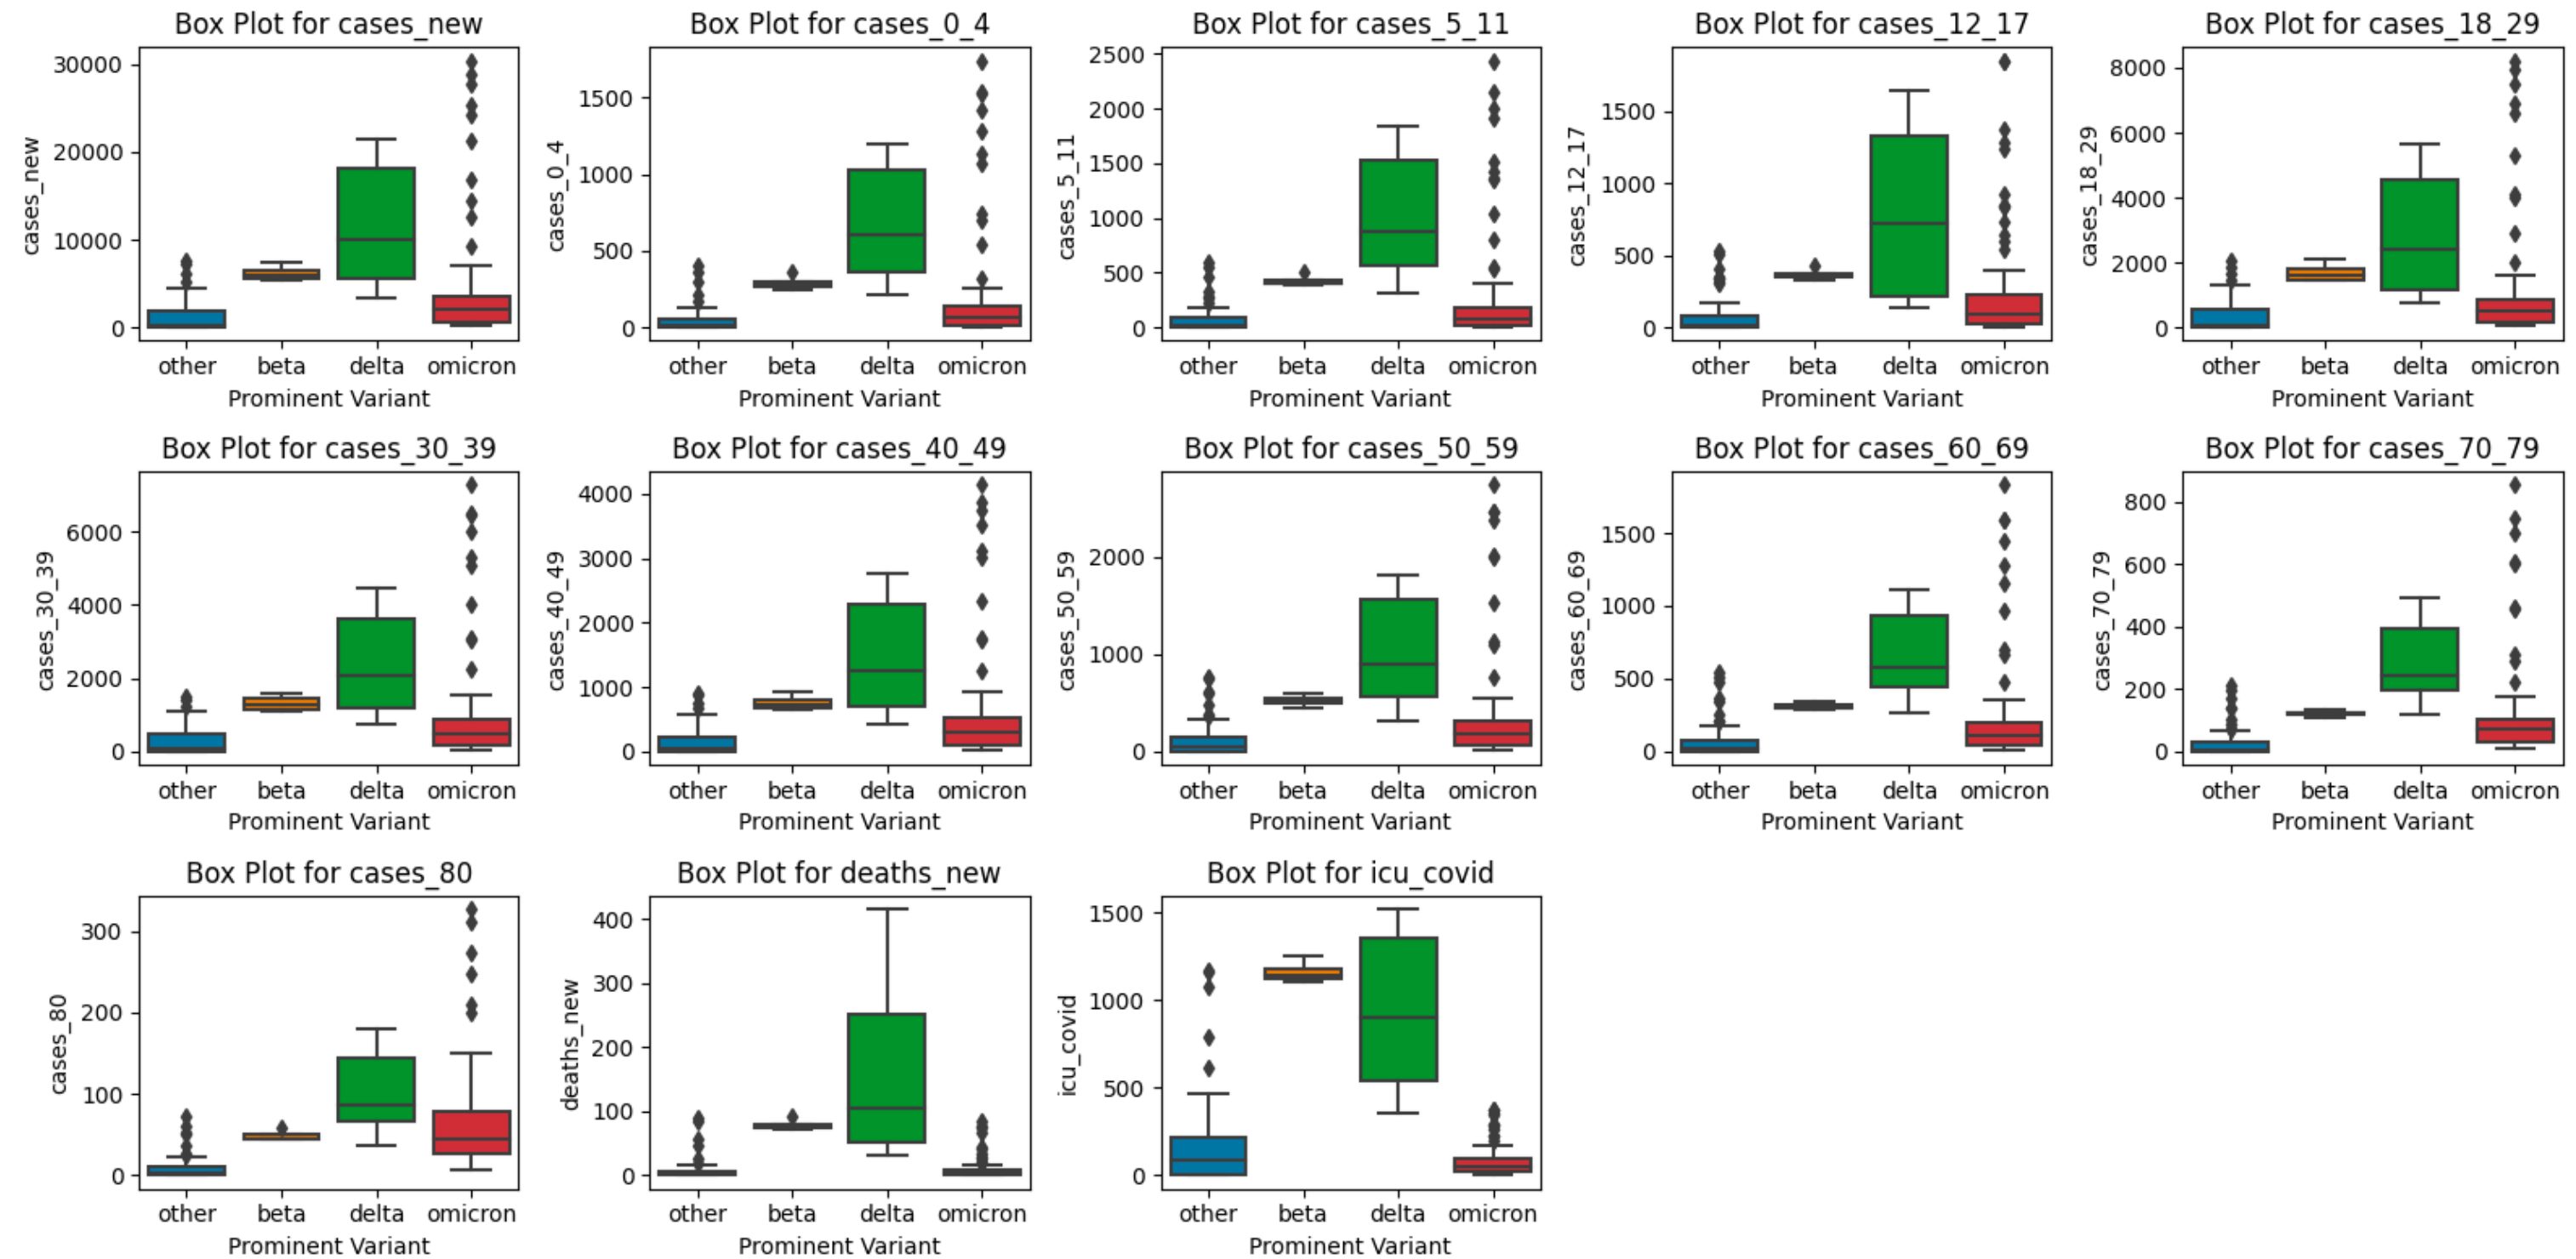 Box Plot for cases_new
cases_new
30000
20000
10000
0
other beta delta omicron
Prominent Variant
Box Plot for cases_0_4
cases_0_4
1500
1000
500
0
other beta delta omicron
Prominent Variant
Box Plot for cases_5_11
cases_5_11
2500
2000
1500
1000
500
0
other beta delta omicron
Prominent Variant
Box Plot for cases_12_17
cases_12_17
1500
1000
500
0
other beta delta omicron
Prominent Variant
Box Plot for cases_18_29
cases_18_29
8000
6000
4000
2000
0
other beta delta omicron
Prominent Variant
Box Plot for cases_30_39
cases_30_39
6000
4000
2000
0
other beta delta omicron
Prominent Variant
Box Plot for cases_40_49
cases_40_49
4000
3000
2000
1000
0
other beta delta omicron
Prominent Variant
Box Plot for cases_50_59
cases_50_59
2000
1000
0
other beta delta omicron
Prominent Variant
Box Plot for cases_60_69
cases_60_69
1500
1000
500
0
other beta delta omicron
Prominent Variant
Box Plot for cases_70_79
cases_70_79
800
600
400
200
0
other beta delta omicron
Prominent Variant
Box Plot for cases_80
cases_80
300
200
100
0
other beta delta omicron
Prominent Variant
Box Plot for deaths_new
deaths_new
400
300
200
100
0
other beta delta omicron
Prominent Variant
Box Plot for icu_covid
icu_covid
1500
1000
500
0
other beta delta omicron
Prominent Variant